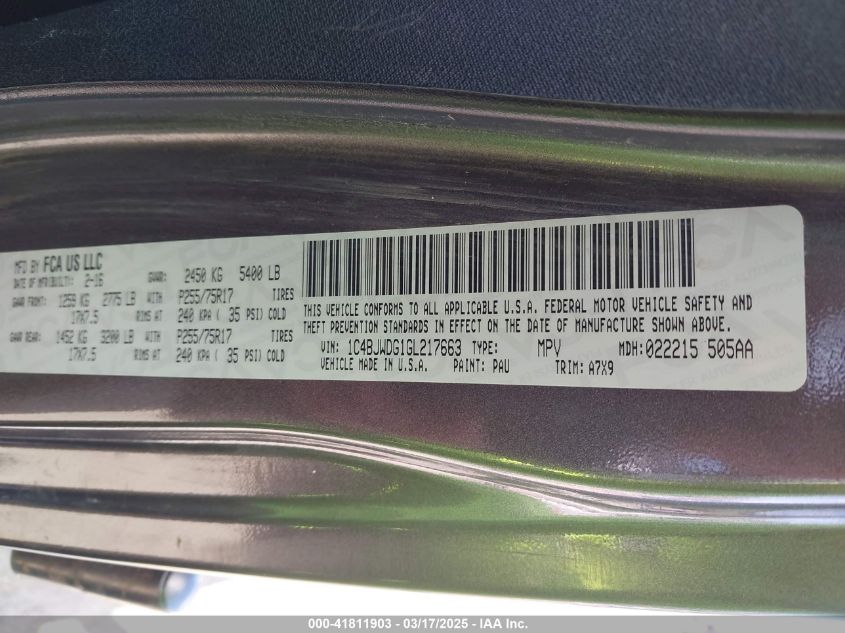 MFD BY FCA US LLC
DATE OF MFR(BUILT): 2-16 GVWR: 2450 KG 5400 LB
GAWR FRONT: 1259 KG 2775 LB WITH P255/75R17 TIRES
17X7.5 RIMS AT 240 KPA ( 35 PSI) COLD
GAWR REAR: 1452 KG 3200 LB WITH P255/75R17 TIRES
17X7.5 RIMS AT 240 KPA ( 35 PSI) COLD
THIS VEHICLE CONFORMS TO ALL APPLICABLE U.S.A. FEDERAL MOTOR VEHICLE SAFETY AND
THEFT PREVENTION STANDARDS IN EFFECT ON THE DATE OF MANUFACTURE SHOWN ABOVE.
VIN: 1C4BJWDG1GL217663 TYPE: MPV MDH: 022215 505AA
VEHICLE MADE IN U.S.A. PAINT: PAU TRIM: A7X9
000-41811903 - 03/17/2025 - © IAA Inc.